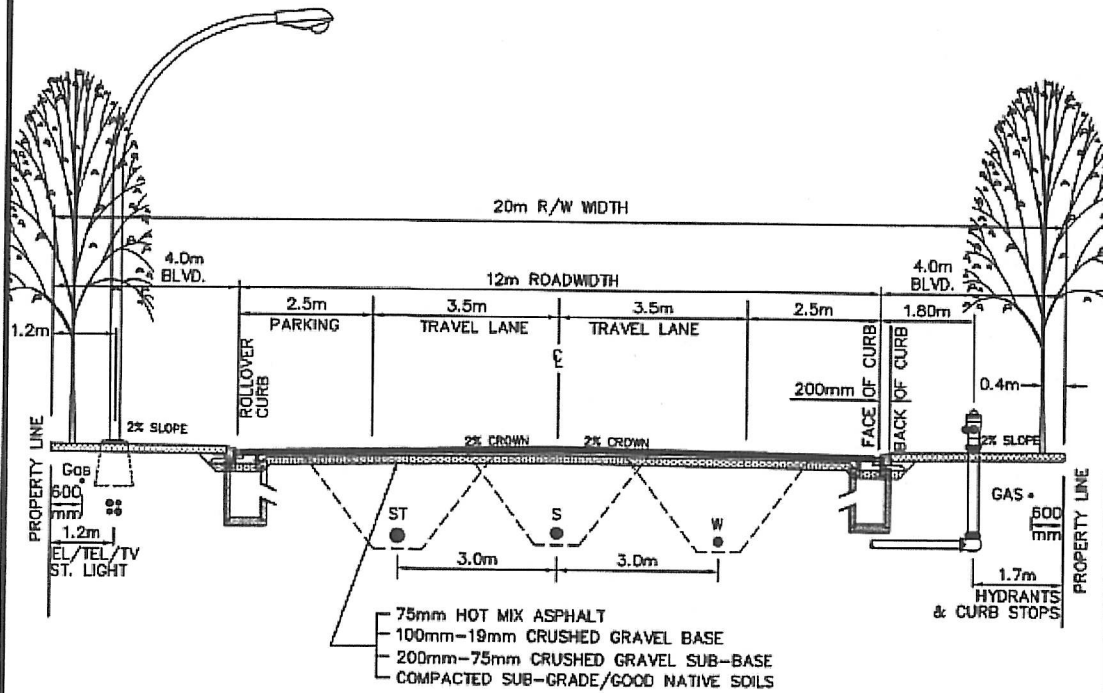 20m R/W WIDTH
4.0m
BLVD.
12m ROADWIDTH
4.0m
BLVD.
2.5m
PARKING
3.5m
TRAVEL LANE
3.5m
TRAVEL LANE
2.5m
1.80m
1.2m
ROLLOVER
CURB
℄
200mm
FACE OF CURB
BACK OF CURB
0.4m
2% SLOPE
2% CROWN
2% CROWN
2% SLOPE
PROPERTY LINE
Gas
600
mm
1.2m
EL/TEL/TV
ST. LIGHT
ST
S
W
3.0m
3.0m
GAS
600
mm
1.7m
HYDRANTS
& CURB STOPS
PROPERTY LINE
75mm HOT MIX ASPHALT
100mm-19mm CRUSHED GRAVEL BASE
200mm-75mm CRUSHED GRAVEL SUB-BASE
COMPACTED SUB-GRADE/GOOD NATIVE SOILS